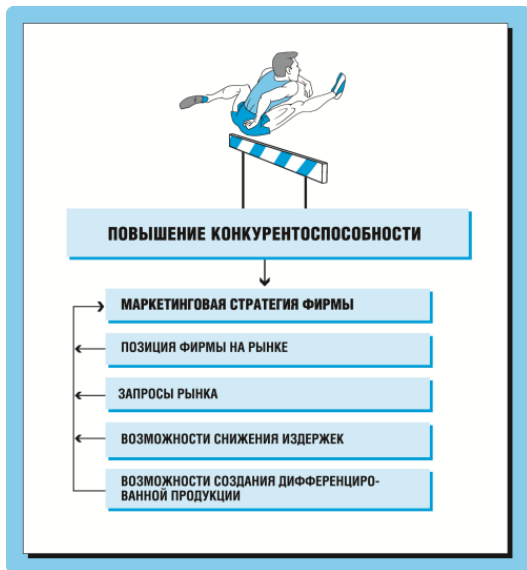 ПОВЫШЕНИЕ КОНКУРЕНТОСПОСОБНОСТИ
МАРКЕТИНГОВАЯ СТРАТЕГИЯ ФИРМЫ
ПОЗИЦИЯ ФИРМЫ НА РЫНКЕ
ЗАПРОСЫ РЫНКА
ВОЗМОЖНОСТИ СНИЖЕНИЯ ИЗДЕРЖЕК
ВОЗМОЖНОСТИ СОЗДАНИЯ ДИФФЕРЕНЦИРО-
ВАННОЙ ПРОДУКЦИИ